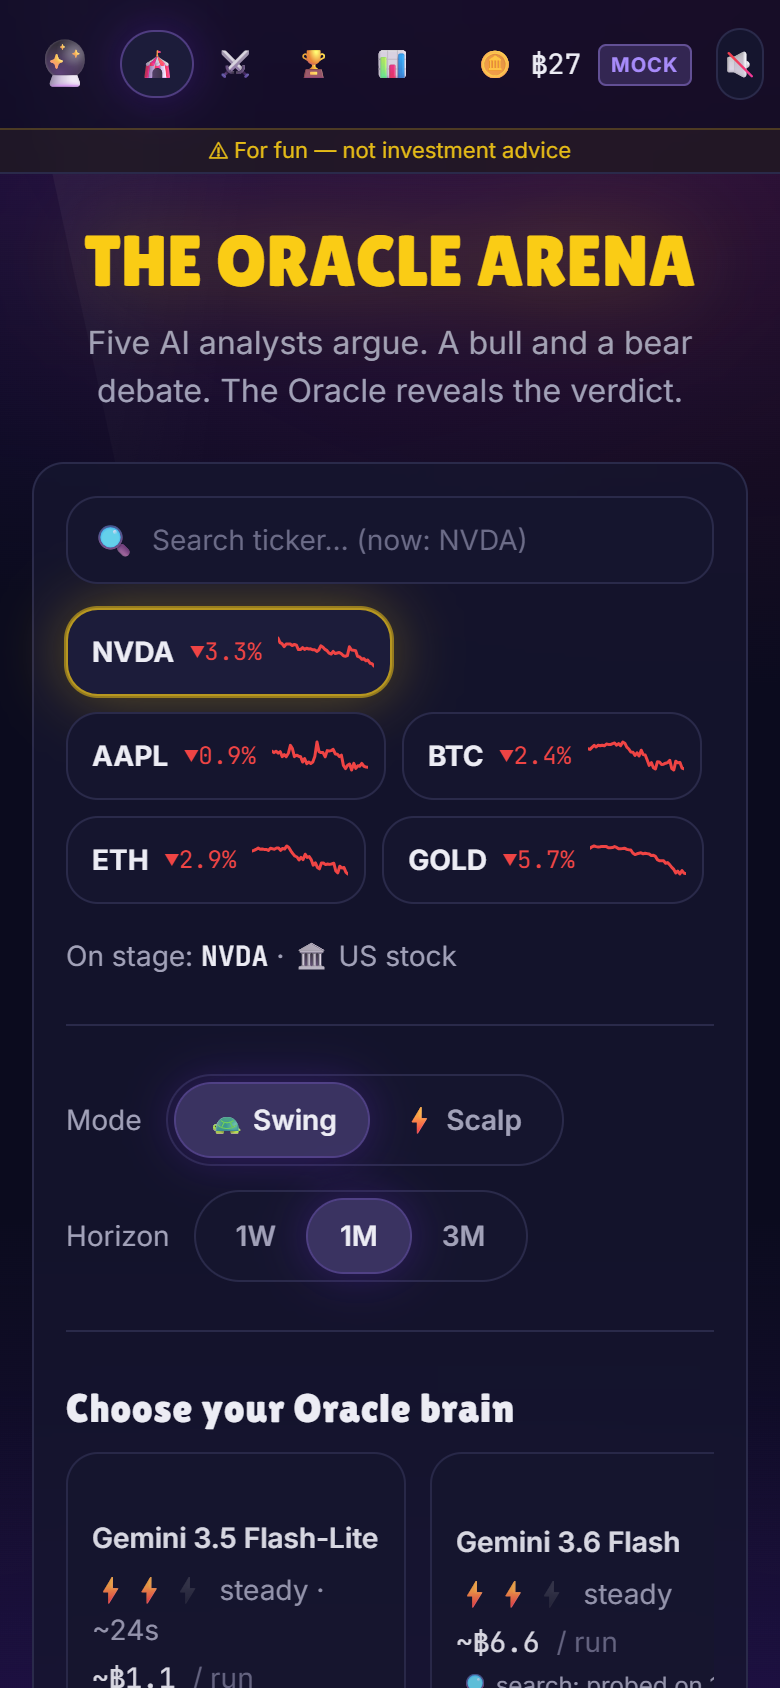 ฿27 MOCK
⚠ For fun — not investment advice
THE ORACLE ARENA
Five AI analysts argue. A bull and a bear
debate. The Oracle reveals the verdict.
Search ticker... (now: NVDA)
NVDA ▼3.3%
AAPL ▼0.9% BTC ▼2.4%
ETH ▼2.9% GOLD ▼5.7%
On stage: NVDA · US stock
Mode Swing Scalp
Horizon 1W 1M 3M
Choose your Oracle brain
Gemini 3.5 Flash-Lite
steady ·
~24s
~฿1.1 / run
Gemini 3.6 Flash
steady
~฿6.6 / run
search: probed on